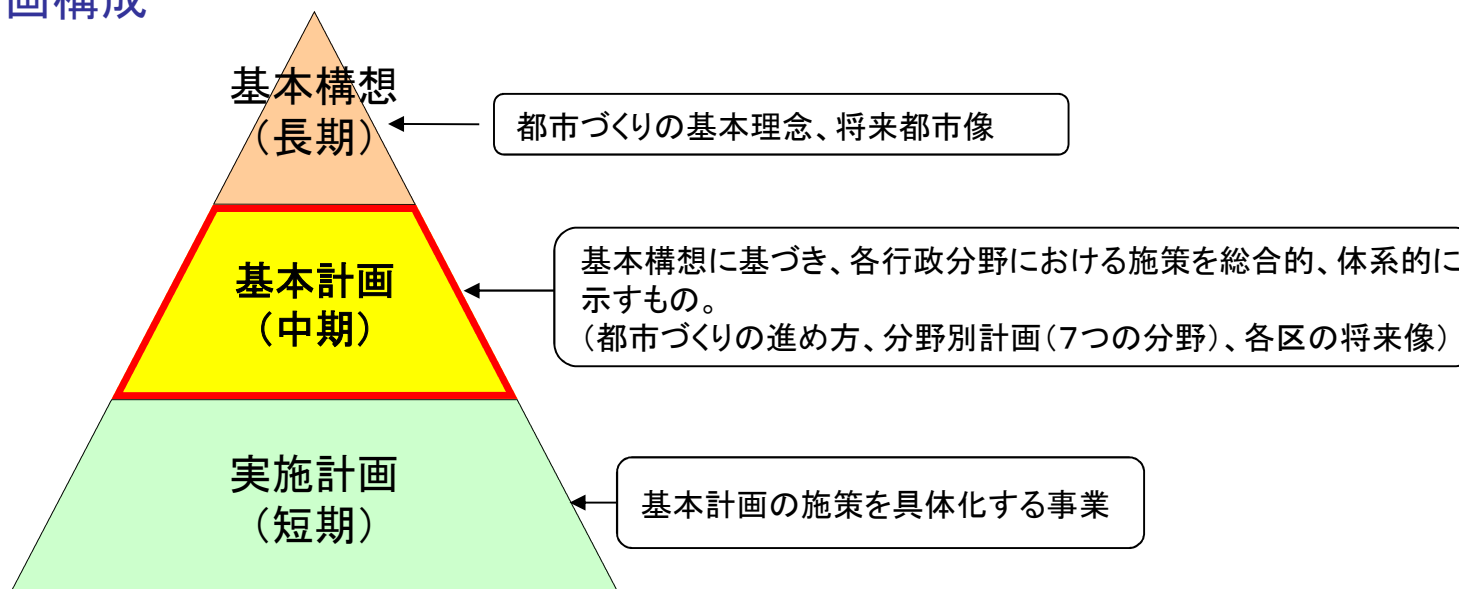 画構成
基本構想
（長期）
都市づくりの基本理念、将来都市像
基本計画
（中期）
基本構想に基づき、各行政分野における施策を総合的、体系的に
示すもの。
（都市づくりの進め方、分野別計画（７つの分野）、各区の将来像）
実施計画
（短期）
基本計画の施策を具体化する事業